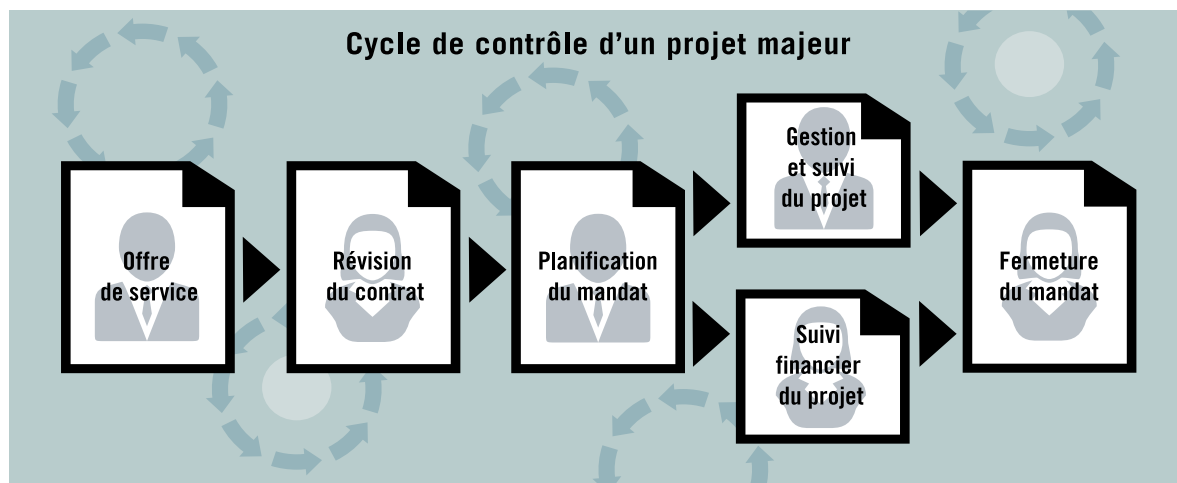 Cycle de contrôle d'un projet majeur
Offre
de service
Révision
du contrat
Planification
du mandat
Gestion
et suivi
du projet
Suivi
financier
du projet
Fermeture
du mandat